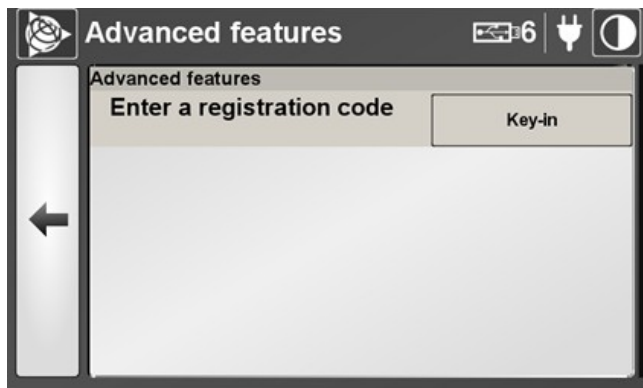 Advanced features
6
Advanced features
Enter a registration code
Key-in